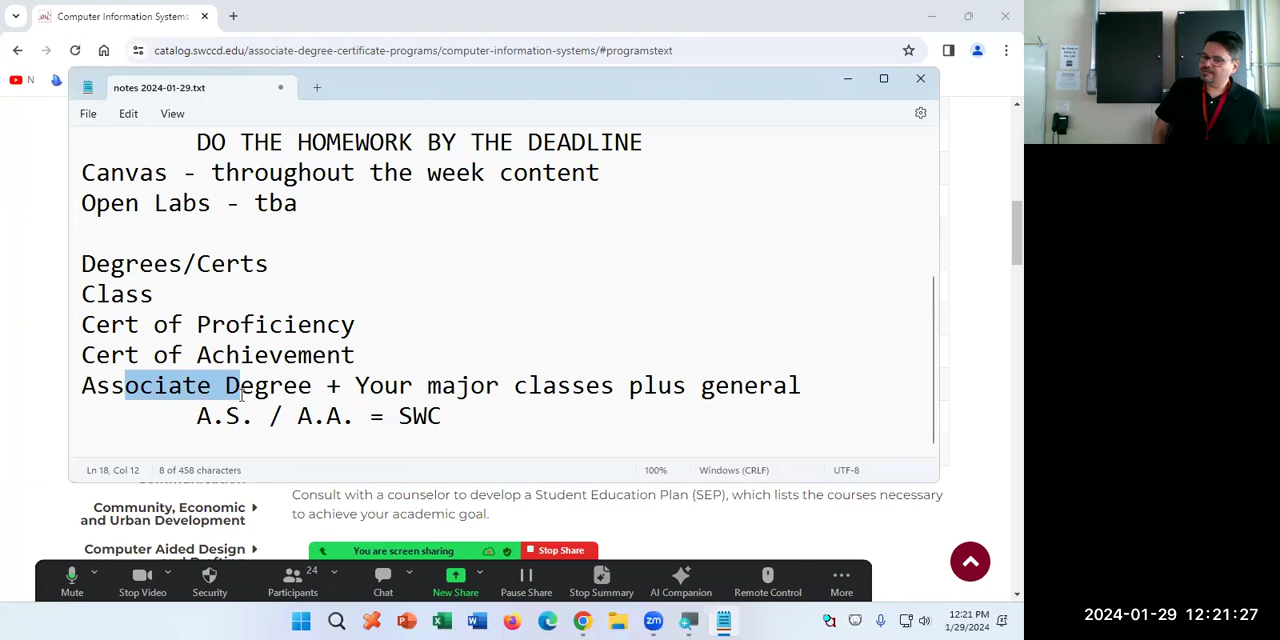 Computer Information Systems
catalog.swccd.edu/associate-degree-certificate-programs/computer-information-systems/#programstext
N
notes 2024-01-29.txt
File Edit View
DO THE HOMEWORK BY THE DEADLINE
Canvas - throughout the week content
Open Labs - tba
Degrees/Certs
Class
Cert of Proficiency
Cert of Achievement
Associate Degree + Your major classes plus general
A.S. / A.A. = SWC
Ln 18, Col 12 8 of 458 characters 100% Windows (CRLF) UTF-8
Community, Economic
and Urban Development
Computer Aided Design
Consult with a counselor to develop a Student Education Plan (SEP), which lists the courses necessary
to achieve your academic goal.
You are screen sharing Stop Share
24
Mute Stop Video Security Participants Chat New Share Pause Share Stop Summary AI Companion Remote Control More
12:21 PM
1/29/2024
2024-01-29 12:21:27